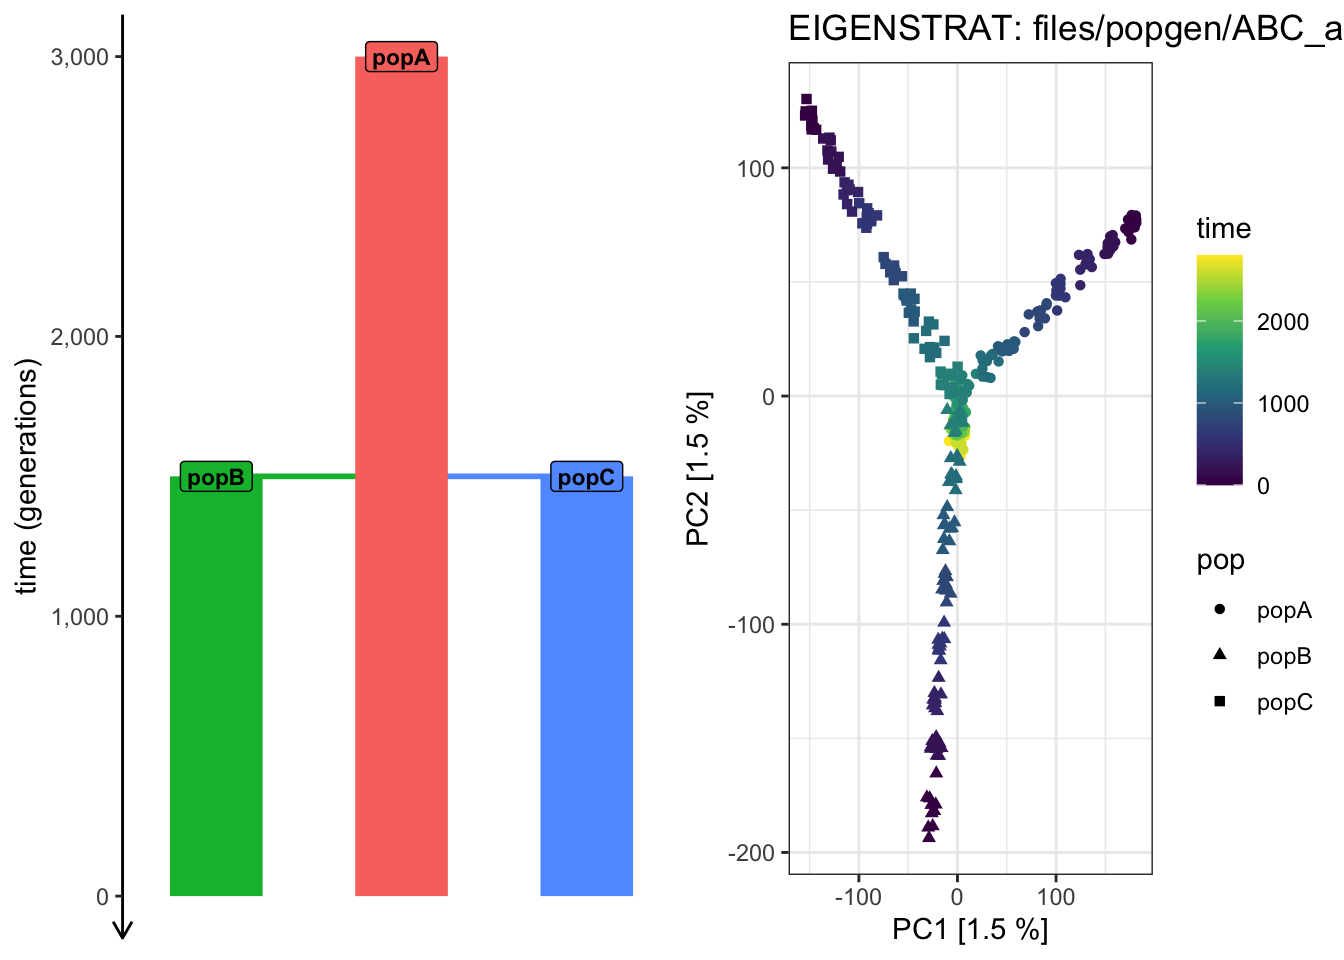 time (generations)
3,000
2,000
1,000
0
popA
popB
popC
EIGENSTRAT: files/popgen/ABC_a
PC2 [1.5 %]
100
0
-100
-200
-100
0
100
PC1 [1.5 %]
time
2000
1000
0
pop
popA
popB
popC